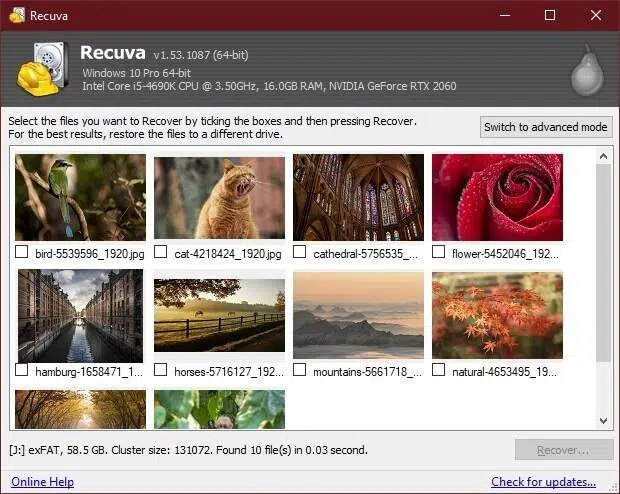 Recuva
Recuva v1.53.1087 (64-bit)
Windows 10 Pro 64-bit
Intel Core i5-4690K CPU @ 3.50GHz, 16.0GB RAM, NVIDIA GeForce RTX 2060
Select the files you want to Recover by ticking the boxes and then pressing Recover.
For the best results, restore the files to a different drive.
Switch to advanced mode
bird-5539596_1920.jpg
cat-4218424_1920.jpg
cathedral-5756535_...
flower-5452046_192...
hamburg-1658471_1...
horses-5716127_192...
mountains-5661718_...
natural-4653495_19...
[J:] exFAT, 58.5 GB. Cluster size: 131072. Found 10 file(s) in 0.03 second.
Recover...
Online Help
Check for updates...